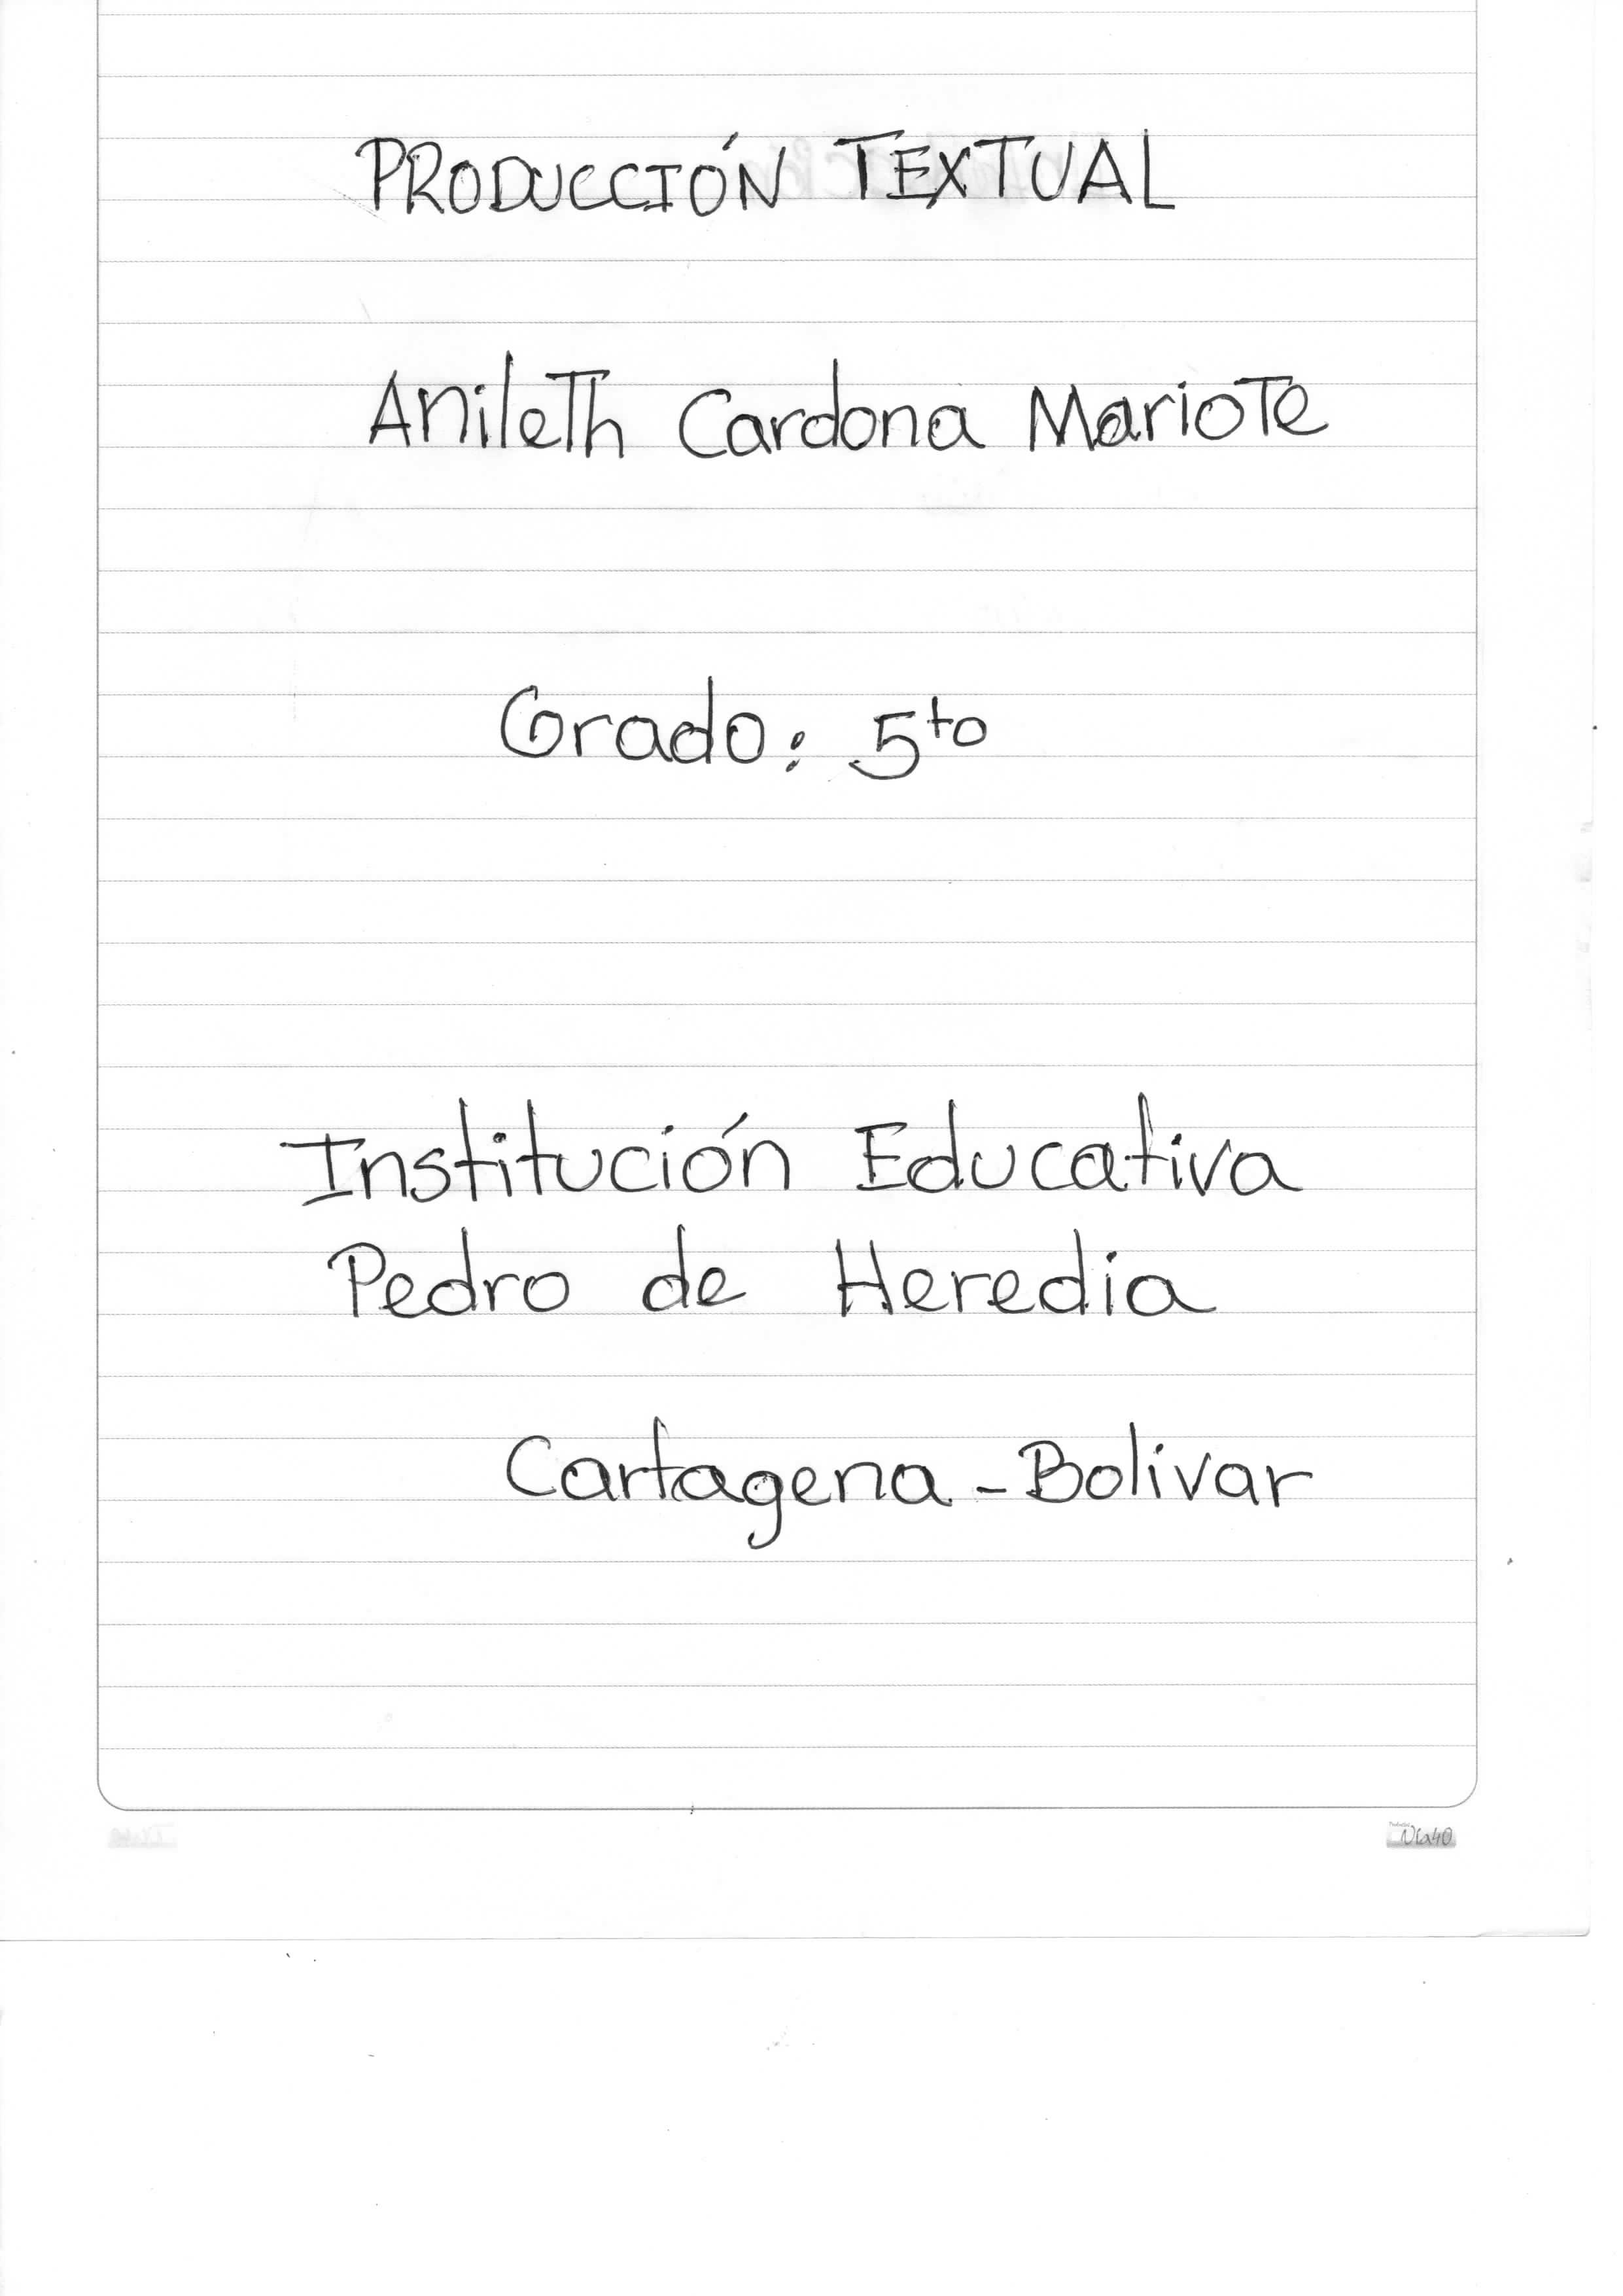 PRODUCCIÓN TEXTUAL
Anileth Cardona Mariote
Grado: 5to
Institución Educativa
Pedro de Heredia
Cartagena - Bolivar